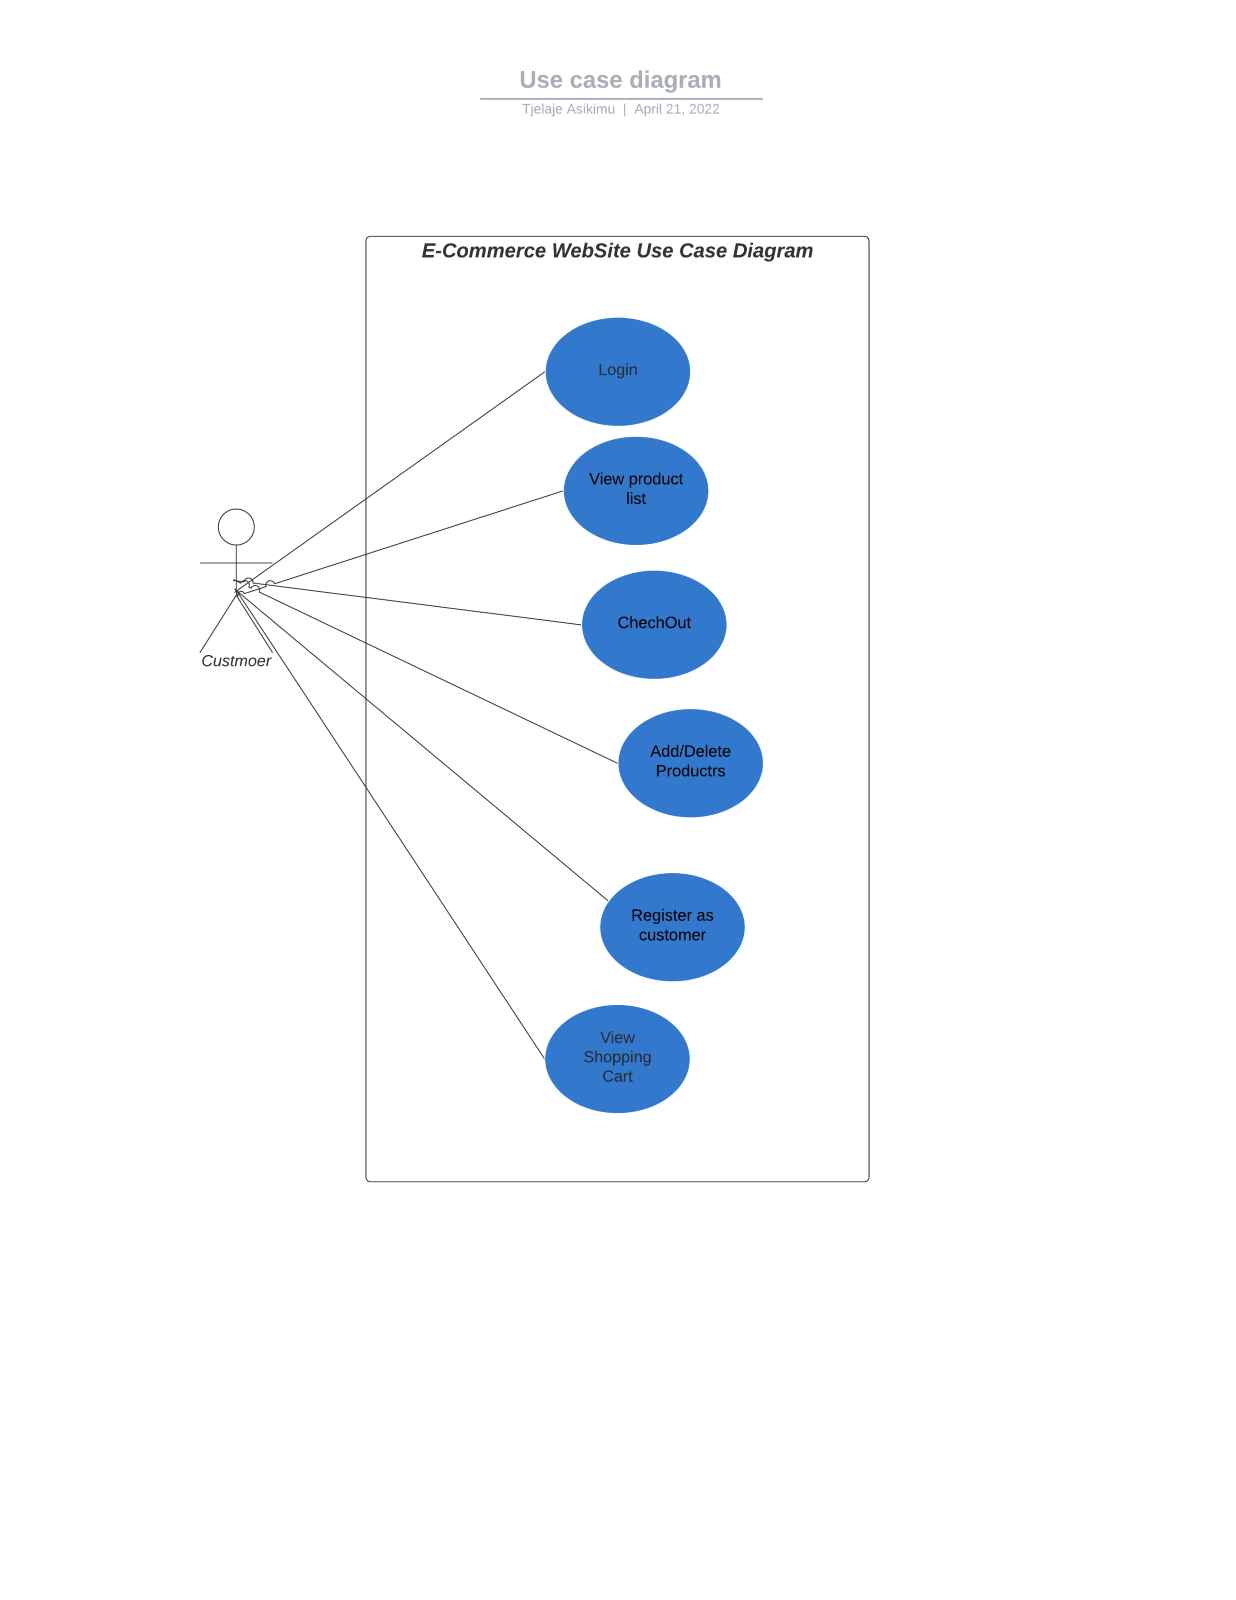 Use case diagram
Tjelaje Asikimu | April 21, 2022
E-Commerce WebSite Use Case Diagram
Login
View product
list
ChechOut
Custmoer
Add/Delete
Productrs
Register as
customer
View
Shopping
Cart